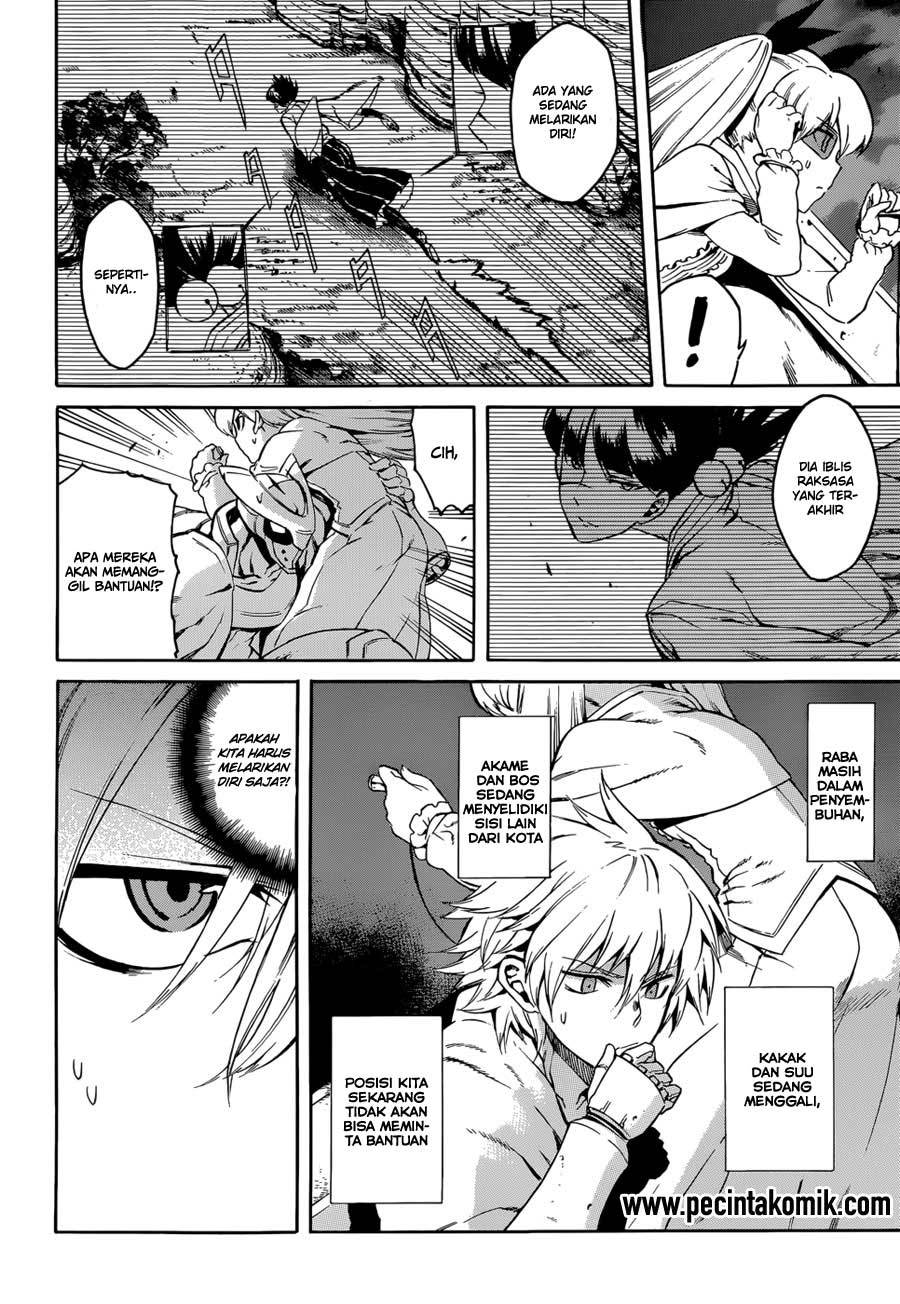 !
ADA YANG
SEDANG
MELARIKAN
DIRI!
SEPERTI-
NYA..
DIA IBLIS
RAKSASA
YANG TER-
AKHIR
CIH,
APA MEREKA
AKAN MEMANG-
GIL BANTUAN!?
RABA
MASIH
DALAM
PENYEM-
BUHAN,
AKAME
DAN BOS
SEDANG
MENYELIDIKI
SISI LAIN
DARI KOTA
KAKAK
DAN SUU
SEDANG
MENGGALI,
POSISI KITA
SEKARANG
TIDAK AKAN
BISA MEMIN-
TA BANTUAN
APAKAH
KITA HARUS
MELARIKAN
DIRI SAJA?!
www.pecintakomik.com